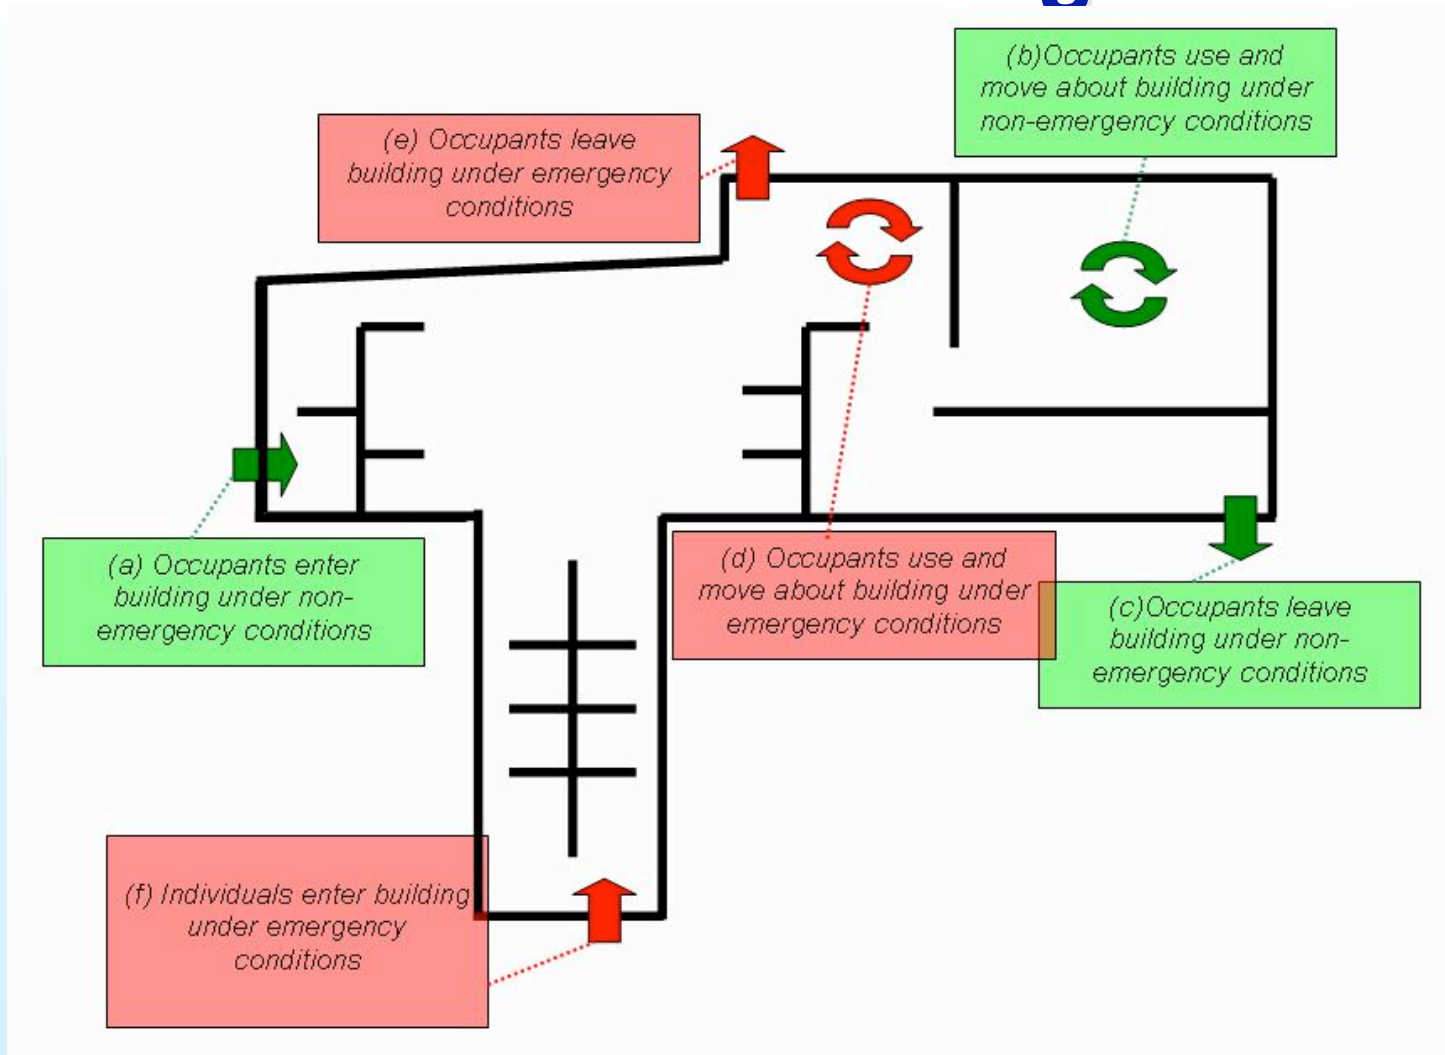 (b)Occupants use and
move about building under
non-emergency conditions
(e) Occupants leave
building under emergency
conditions
(a) Occupants enter
building under non-
emergency conditions
(d) Occupants use and
move about building under
emergency conditions
(c)Occupants leave
building under non-
emergency conditions
(f) Individuals enter building
under emergency
conditions